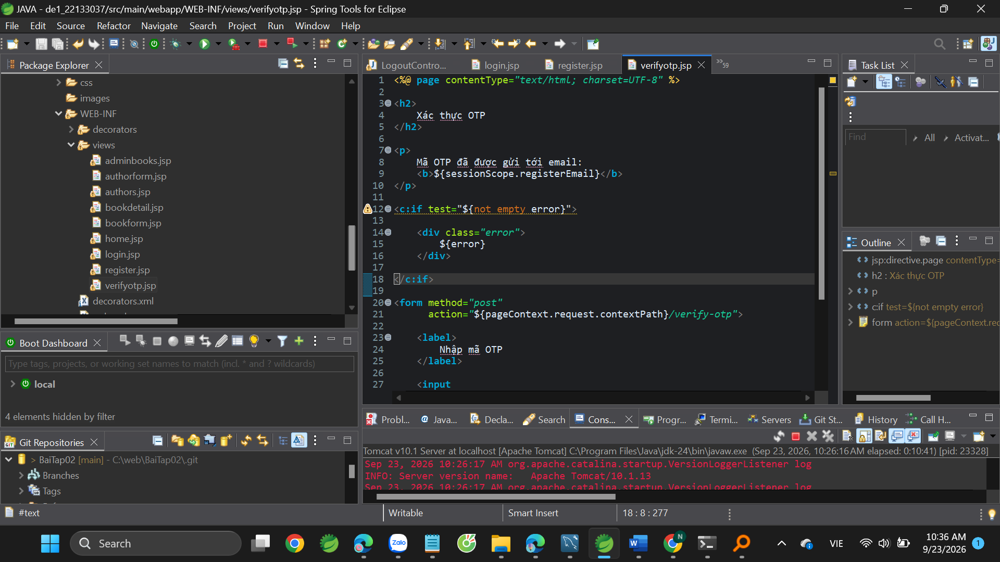 JAVA - de1_22133037/src/main/webapp/WEB-INF/views/verifyotp.jsp - Spring Tools for Eclipse
File Edit Source Refactor Navigate Search Project Run Window Help
Package Explorer
css
images
WEB-INF
decorators
views
adminbooks.jsp
authorform.jsp
authors.jsp
bookdetail.jsp
bookform.jsp
home.jsp
login.jsp
register.jsp
verifyotp.jsp
decorators.xml
Boot Dashboard
Type tags, projects, or working set names to match (incl. * and ? wildcards)
local
4 elements hidden by filter
Git Repositories
> BaiTap02 [main] - C:\web\BaiTap02\.git
Branches
Tags
LogoutContro... login.jsp register.jsp verifyotp.jsp »59
1 <%@ page contentType="text/html; charset=UTF-8" %>
2
3 <h2>
4 Xác thực OTP
5 </h2>
6
7 <p>
8 Mã OTP đã được gửi tới email:
9 <b>${sessionScope.registerEmail}</b>
10 </p>
11
12 <c:if test="${not empty error}">
13
14 <div class="error">
15 ${error}
16 </div>
17
18 </c:if>
19
20 <form method="post"
21 action="${pageContext.request.contextPath}/verify-otp">
22
23 <label>
24 Nhập mã OTP
25 </label>
26
27 <input
Task List
Find All Activat...
Outline
jsp:directive.page contentType=
h2 : Xác thực OTP
p
c:if test=${not empty error}
form action=${pageContext.rec
Probl... Java... Decla... Search Cons... Progr... Termi... Servers Git St... History Call H...
Tomcat v10.1 Server at localhost [Apache Tomcat] C:\Program Files\Java\jdk-24\bin\javaw.exe (Sep 23, 2026, 10:26:16 AM elapsed: 0:10:41) [pid: 23328]
Sep 23, 2026 10:26:17 AM org.apache.catalina.startup.VersionLoggerListener log
INFO: Server version name: Apache Tomcat/10.1.13
Sep 23, 2026 10:26:17 AM org.apache.catalina.startup.VersionLoggerListener log
#text Writable Smart Insert 18 : 8 : 277
Search
Zalo
N
VIE
10:36 AM
9/23/2026
1